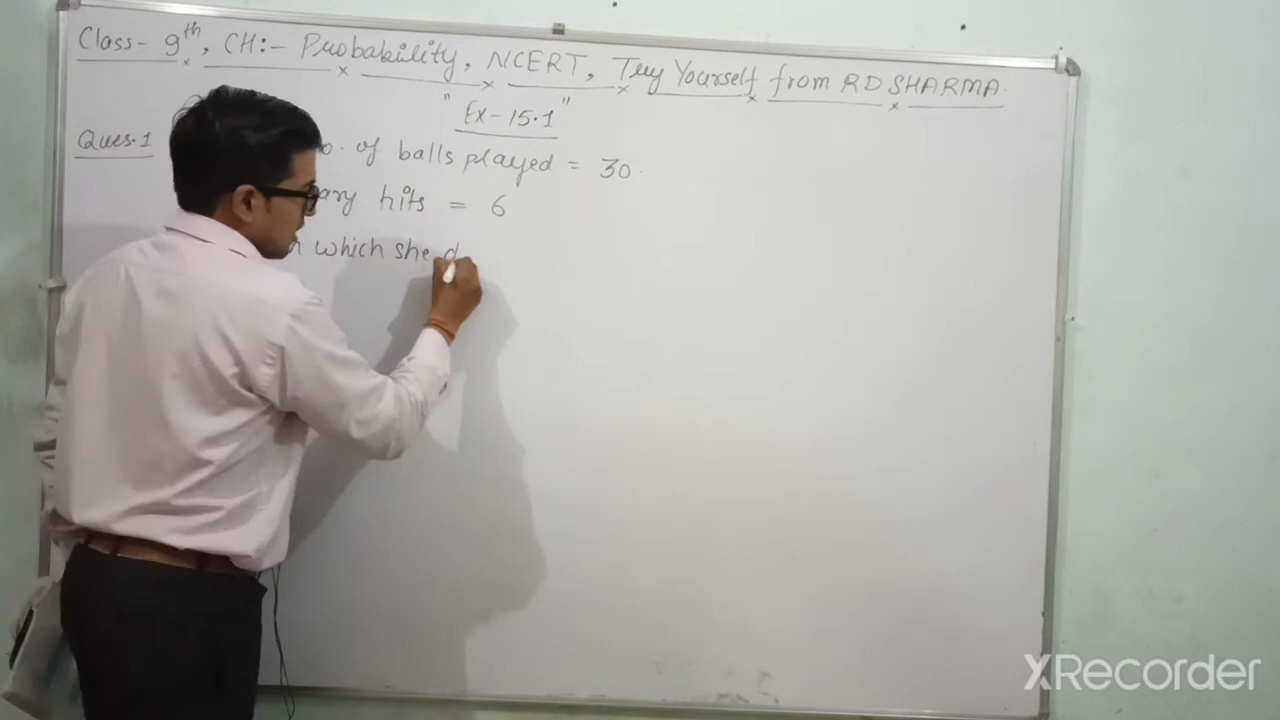 Class- 9th, CH:- Probability, NCERT, Try Yourself from RD SHARMA.
"Ex-15.1"
Ques.1 of balls played = 30.
hits = 6
which she
XRecorder